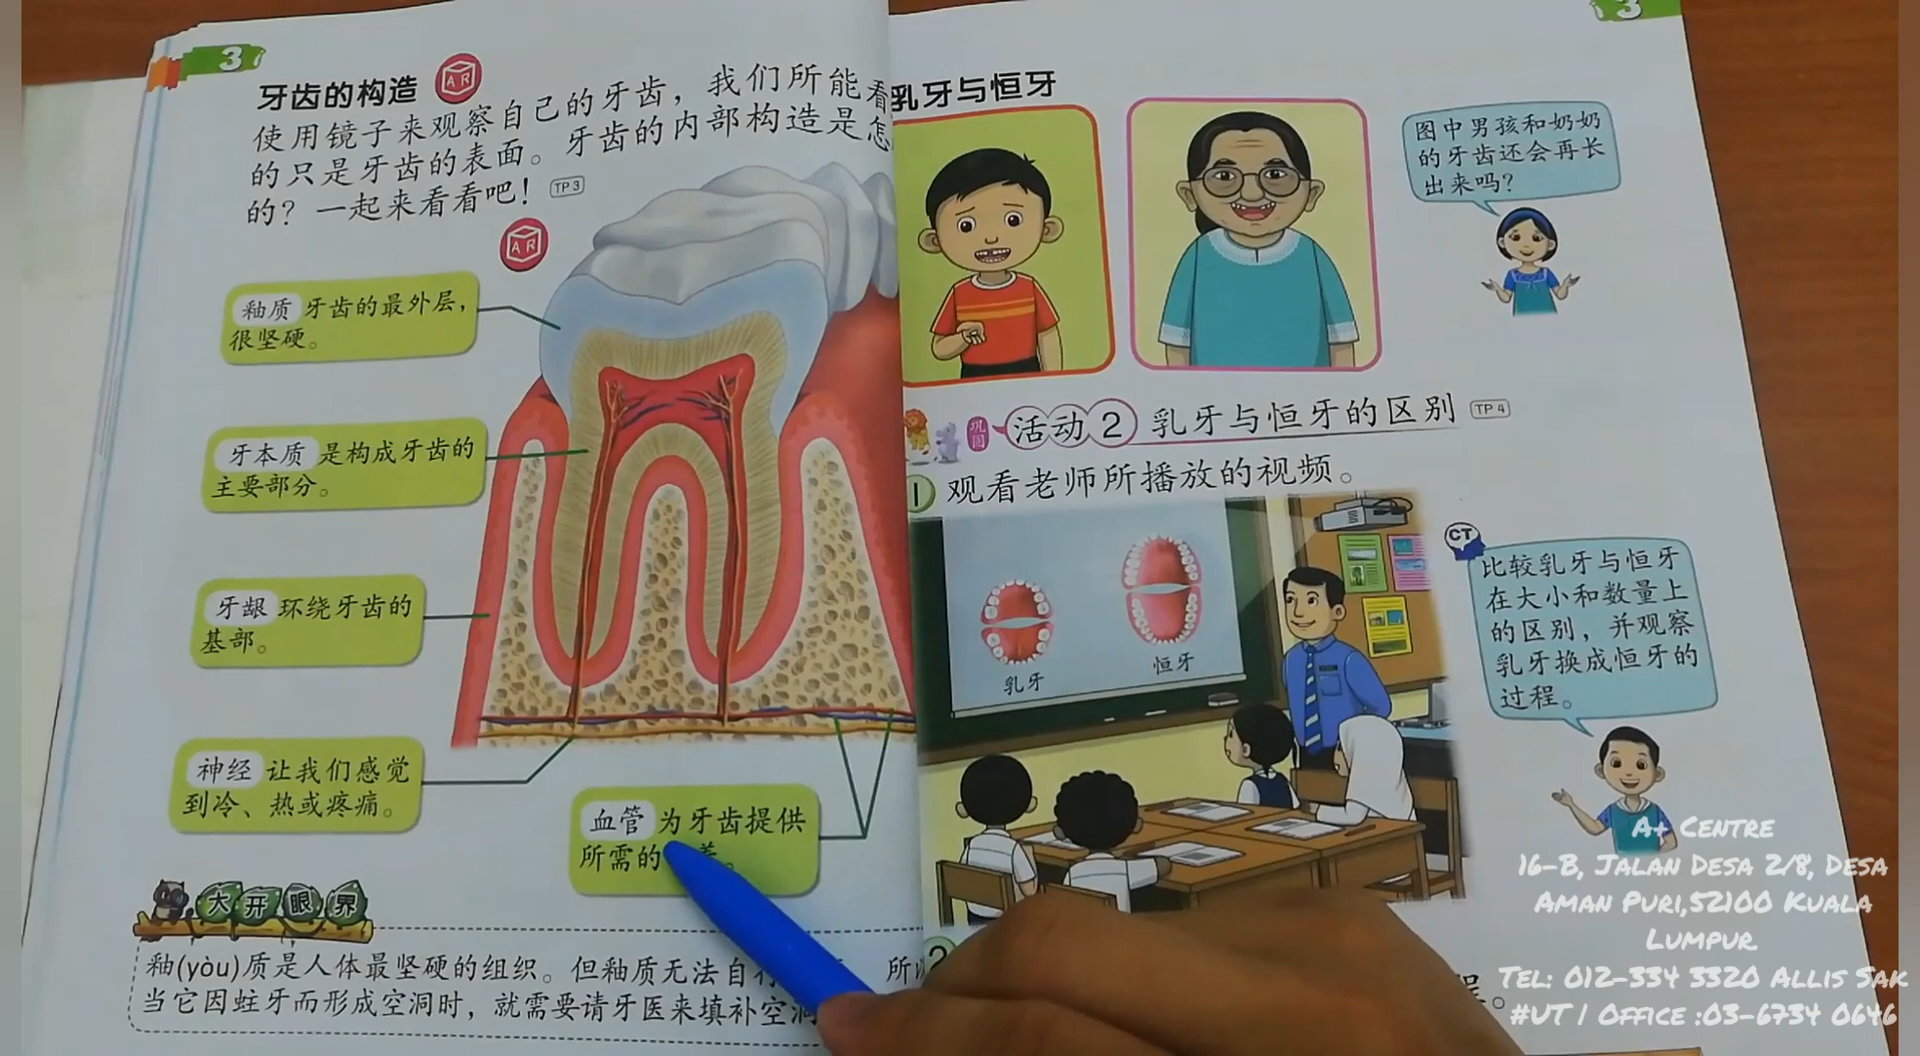 3
牙齿的构造
AR
使用镜子来观察自己的牙齿，我们所能看
的只是牙齿的表面。牙齿的内部构造是怎
的？一起来看看吧！ TP 3
AR
釉质 牙齿的最外层，
很坚硬。
牙本质 是构成牙齿的
主要部分。
牙龈 环绕牙齿的
基部。
神经 让我们感觉
到冷、热或疼痛。
血管 为牙齿提供
所需的
大开眼界
釉(yòu)质是人体最坚硬的组织。但釉质无法自 所以
当它因蛀牙而形成空洞时，就需要请牙医来填补空洞
3
乳牙与恒牙
图中男孩和奶奶
的牙齿还会再长
出来吗？
巩固
活动 2 乳牙与恒牙的区别 TP 4
1 观看老师所播放的视频。
乳牙
恒牙
CT
比较乳牙与恒牙
在大小和数量上
的区别，并观察
乳牙换成恒牙的
过程。
2
A+ Centre
16-B, Jalan Desa 2/8, Desa
Aman Puri,52100 Kuala
Lumpur
Tel: 012-334 3320 Allis Sak
#UT 1 Office :03-6734 0646